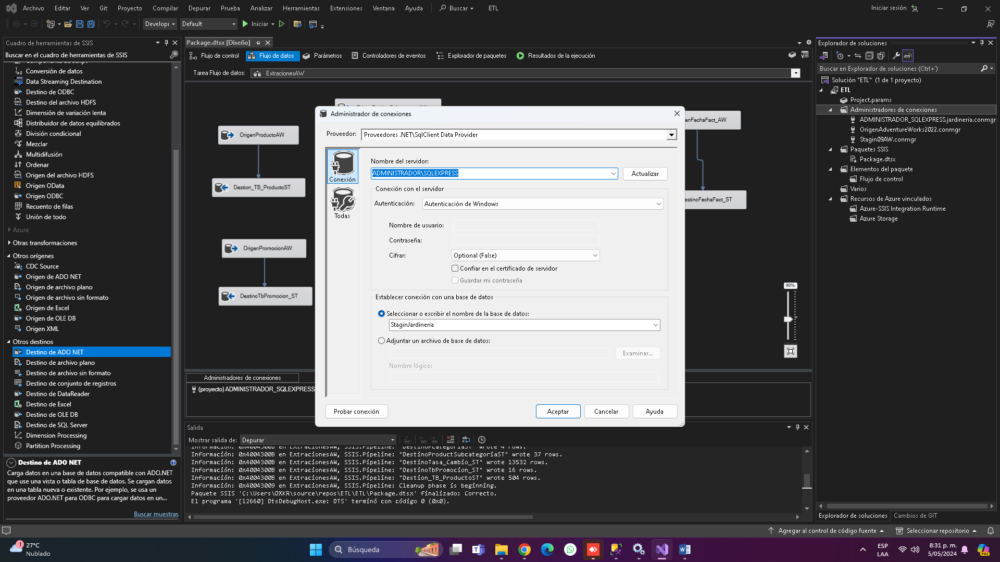 Archivo Editar Ver Git Proyecto Compilar Depurar Prueba Analizar Herramientas Extensiones Ventana Ayuda Buscar ETL Iniciar sesión
Develop Default Iniciar
Cuadro de herramientas de SSIS
Buscar en el cuadro de herramientas de SSIS
Conversión de datos
Data Streaming Destination
Destino de ODBC
Destino del archivo HDFS
Dimensión de variación lenta
Distribuidor de datos equilibrados
División condicional
Mezclar
Multidifusión
Ordenar
Origen del archivo HDFS
Origen OData
Origen ODBC
Recuento de filas
Unión de todo
Azure
Otras transformaciones
Otros orígenes
CDC Source
Origen de ADO NET
Origen de archivo plano
Origen de archivo sin formato
Origen de Excel
Origen de OLE DB
Origen XML
Otros destinos
Destino de ADO NET
Destino de archivo plano
Destino de archivo sin formato
Destino de conjunto de registros
Destino de DataReader
Destino de Excel
Destino de OLE DB
Destino de SQL Server
Dimension Processing
Partition Processing
Destino de ADO NET
Carga datos en una base de datos compatible con ADO.NET
que use una vista o tabla de base de datos. Se cargan datos
en una tabla nueva o existente. Por ejemplo, se usa un
proveedor ADO.NET para ODBC para cargar datos en un...
Buscar muestras
Package.dtsx [Diseño]
Flujo de control Flujo de datos Parámetros Controladores de eventos Explorador de paquetes Resultados de la ejecución
Tarea Flujo de datos: ExtracionesAW
OrigenProductoAW
Destion_TB_ProductoST
OrigenPromocionAW
DestinoTbPromocion_ST
enFechaFact_AW
estinoFechaFact_ST
90%
Administrador de conexiones
Proveedor: Proveedores .NET\SqlClient Data Provider
Conexión
Todas
Nombre del servidor:
ADMINISTRADOR\SQLEXPRESS Actualizar
Conexión con el servidor
Autenticación: Autenticación de Windows
Nombre de usuario:
Contraseña:
Cifrar: Optional (False)
Confiar en el certificado de servidor
Guardar mi contraseña
Establecer conexión con una base de datos
Seleccionar o escribir el nombre de la base de datos:
StaginJardineria
Adjuntar un archivo de base de datos:
Examinar...
Nombre lógico:
Probar conexión Aceptar Cancelar Ayuda
Administradores de conexiones
(proyecto) ADMINISTRADOR_SQLEXPRESS
Salida
Mostrar salida de: Depurar
Información: 0x4004300B en ExtracionesAW, SSIS.Pipeline: "DestinoPCategoriaST" wrote 4 rows.
Información: 0x4004300B en ExtracionesAW, SSIS.Pipeline: "DestinoProductSubcategoriaST" wrote 37 rows.
Información: 0x4004300B en ExtracionesAW, SSIS.Pipeline: "DestinoTasa_Cambio_ST" wrote 13532 rows.
Información: 0x4004300B en ExtracionesAW, SSIS.Pipeline: "DestinoTbPromocion_ST" wrote 16 rows.
Información: 0x4004300B en ExtracionesAW, SSIS.Pipeline: "Destion_TB_ProductoST" wrote 504 rows.
Información: 0x40043009 en ExtracionesAW, SSIS.Pipeline: Cleanup phase is beginning.
Paquete SSIS 'C:\Users\OXKR\source\repos\ETL\ETL\Package.dtsx' finalizado: Correcto.
El programa '[12660] DtsDebugHost.exe: DTS' terminó con código 0 (0x0).
Explorador de soluciones
Buscar en Explorador de soluciones (Ctrl+')
Solución "ETL" (1 de 1 proyecto)
ETL
Project.params
Administradores de conexiones
ADMINISTRADOR_SQLEXPRESS.jardineria.conmgr
OrigenAdventureWorks2022.conmgr
Stagin09AW.conmgr
Paquetes SSIS
Package.dtsx
Elementos del paquete
Flujo de control
Varios
Recursos de Azure vinculados
Azure-SSIS Integration Runtime
Azure Storage
Explorador de soluciones Cambios de GIT
Agregar al control de código fuente Seleccionar repositorio
1
27°C
Nublado
Búsqueda
ESP
LAA
8:31 p. m.
5/05/2024
PRE